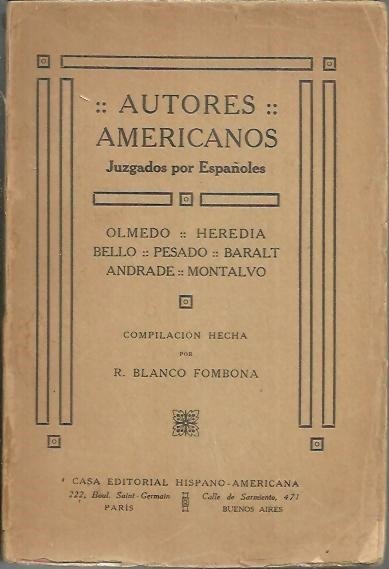 :: AUTORES ::
AMERICANOS
Juzgados por Españoles
OLMEDO :: HEREDIA
BELLO :: PESADO :: BARALT
ANDRADE :: MONTALVO
COMPILACION HECHA
POR
R. BLANCO FOMBONA
CASA EDITORIAL HISPANO-AMERICANA
222, Boul. Saint-Germain
PARÍS
Calle de Sarmiento, 471
BUENOS AIRES